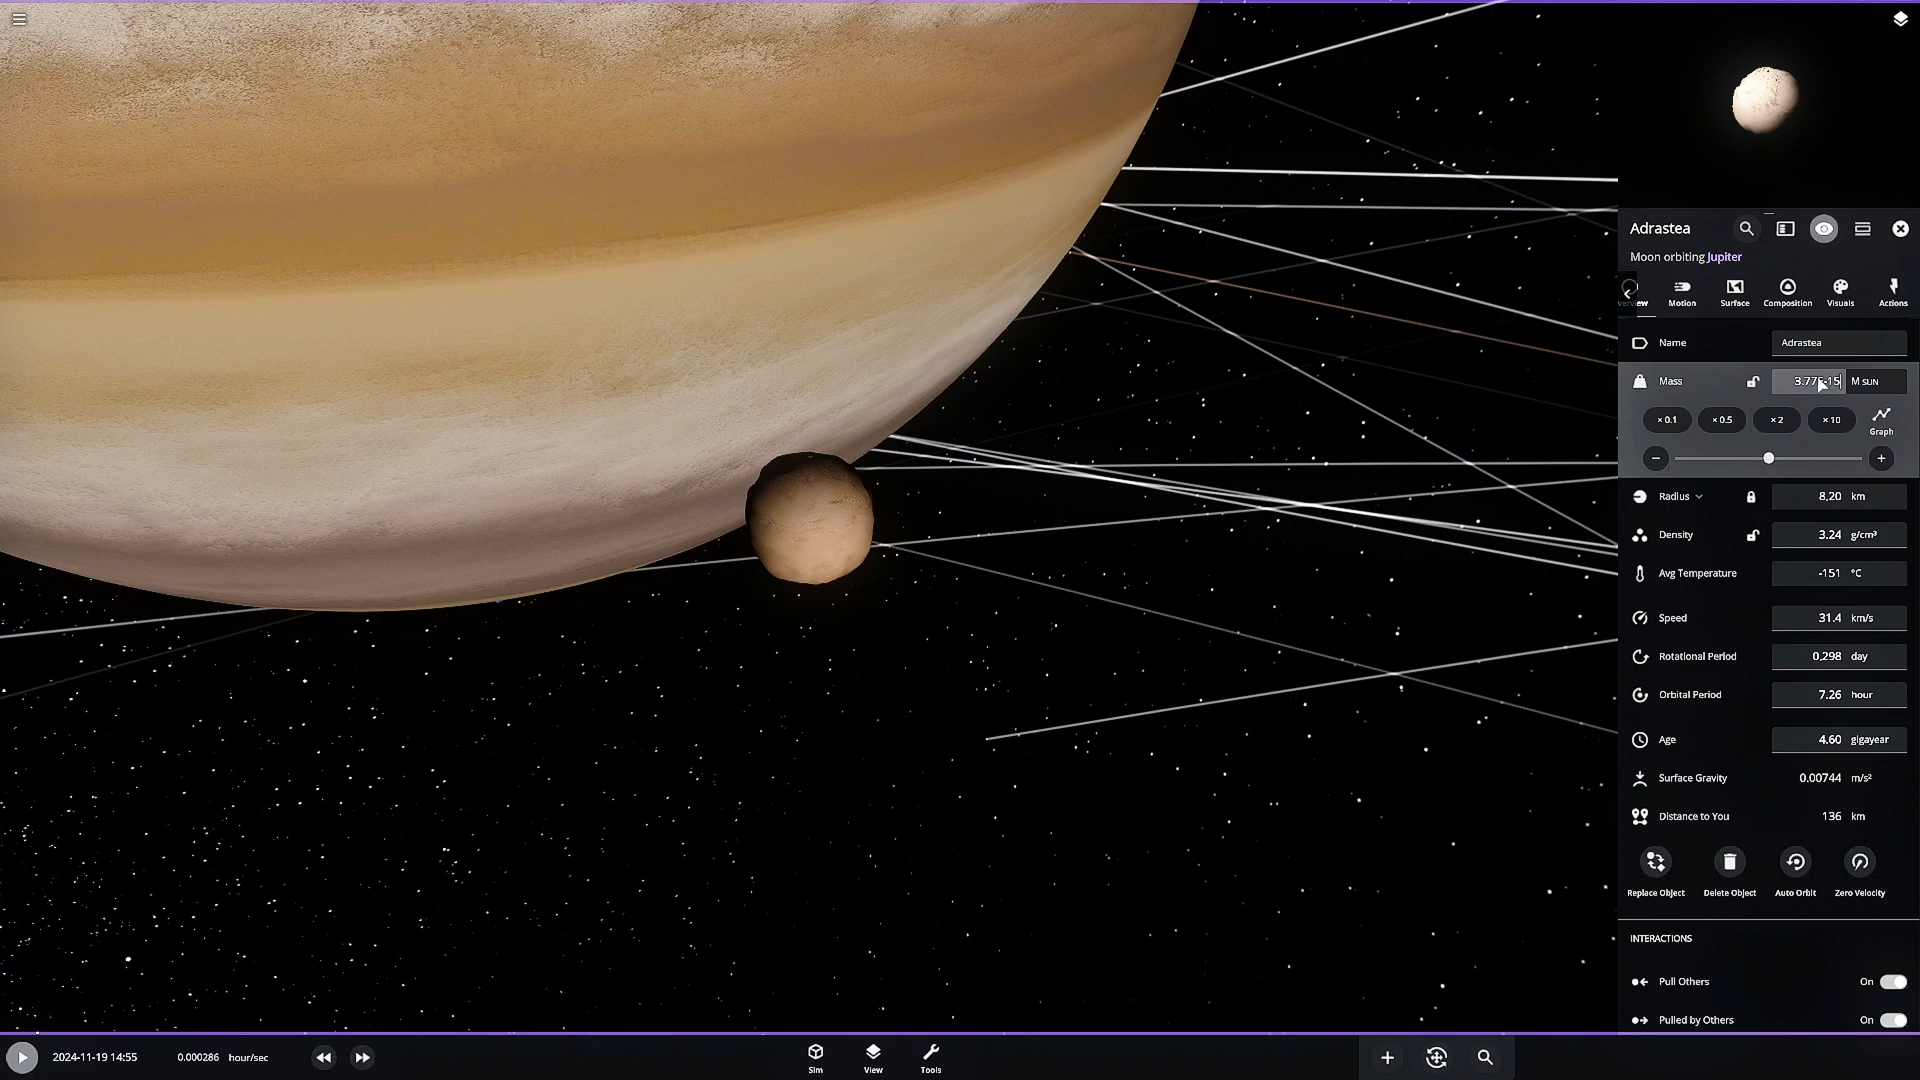 Adrastea
Moon orbiting Jupiter
Motion Surface Composition Visuals Actions
Name Adrastea
Mass M SUN
× 0.1 × 0.5 × 2 × 10 Graph
Radius 8.20 km
Density 3.24 g/cm³
Avg Temperature -151 °C
Speed 31.4 km/s
Rotational Period 0.298 day
Orbital Period 7.26 hour
Age 4.60 gigayear
Surface Gravity 0.00744 m/s²
Distance to You 136 km
Replace Object Delete Object Auto Orbit Zero Velocity
INTERACTIONS
Pull Others On
Pulled by Others On
2024-11-19 14:55 0.000286 hour/sec Sim View Tools